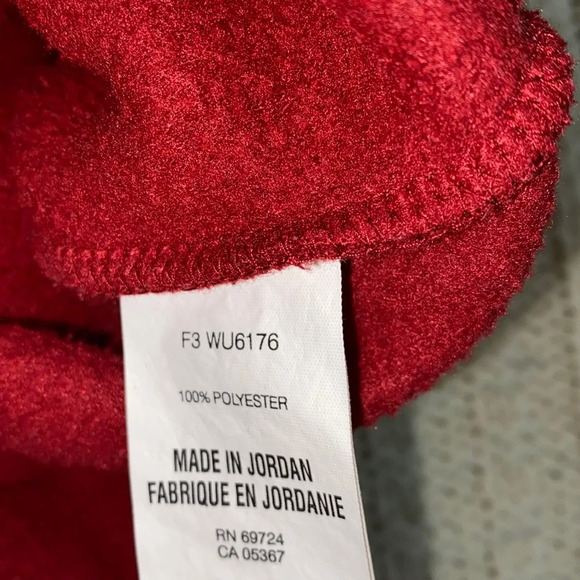 F3 WU6176
100% POLYESTER
MADE IN JORDAN
FABRIQUE EN JORDANIE
RN 69724
CA 05367